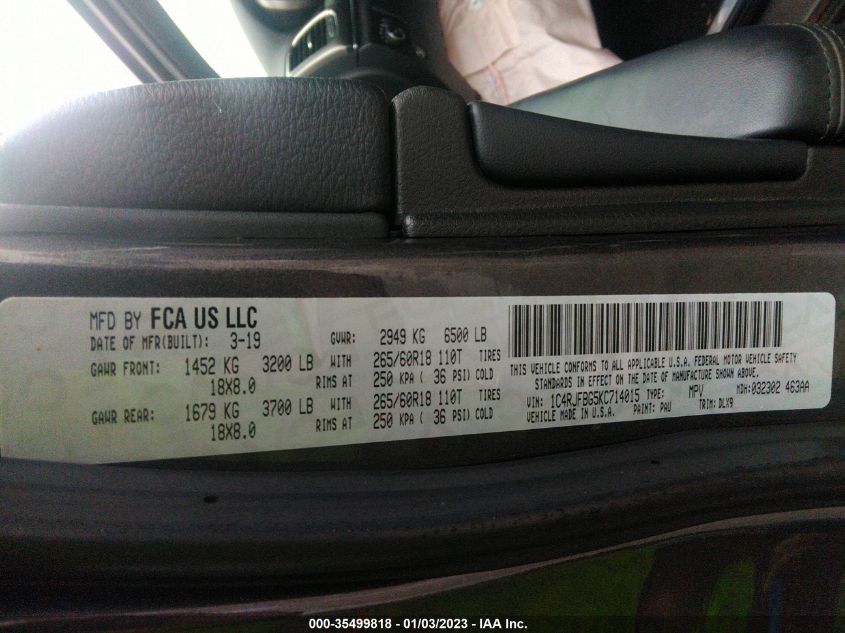 MFD BY FCA US LLC
DATE OF MFR(BUILT): 3-19 GVWR: 2949 KG 6500 LB
GAWR FRONT: 1452 KG 3200 LB WITH 265/60R18 110T TIRES
18X8.0 RIMS AT 250 KPA ( 36 PSI) COLD
GAWR REAR: 1679 KG 3700 LB WITH 265/60R18 110T TIRES
18X8.0 RIMS AT 250 KPA ( 36 PSI) COLD
THIS VEHICLE CONFORMS TO ALL APPLICABLE U.S.A. FEDERAL MOTOR VEHICLE SAFETY
STANDARDS IN EFFECT ON THE DATE OF MANUFACTURE SHOWN ABOVE.
VIN: 1C4RJFBG5KC714015 TYPE: MPV MDH:032302 463AA
VEHICLE MADE IN U.S.A. PAINT: PAU TRIM: DLX9
000-35499818 - 01/03/2023 - IAA Inc.